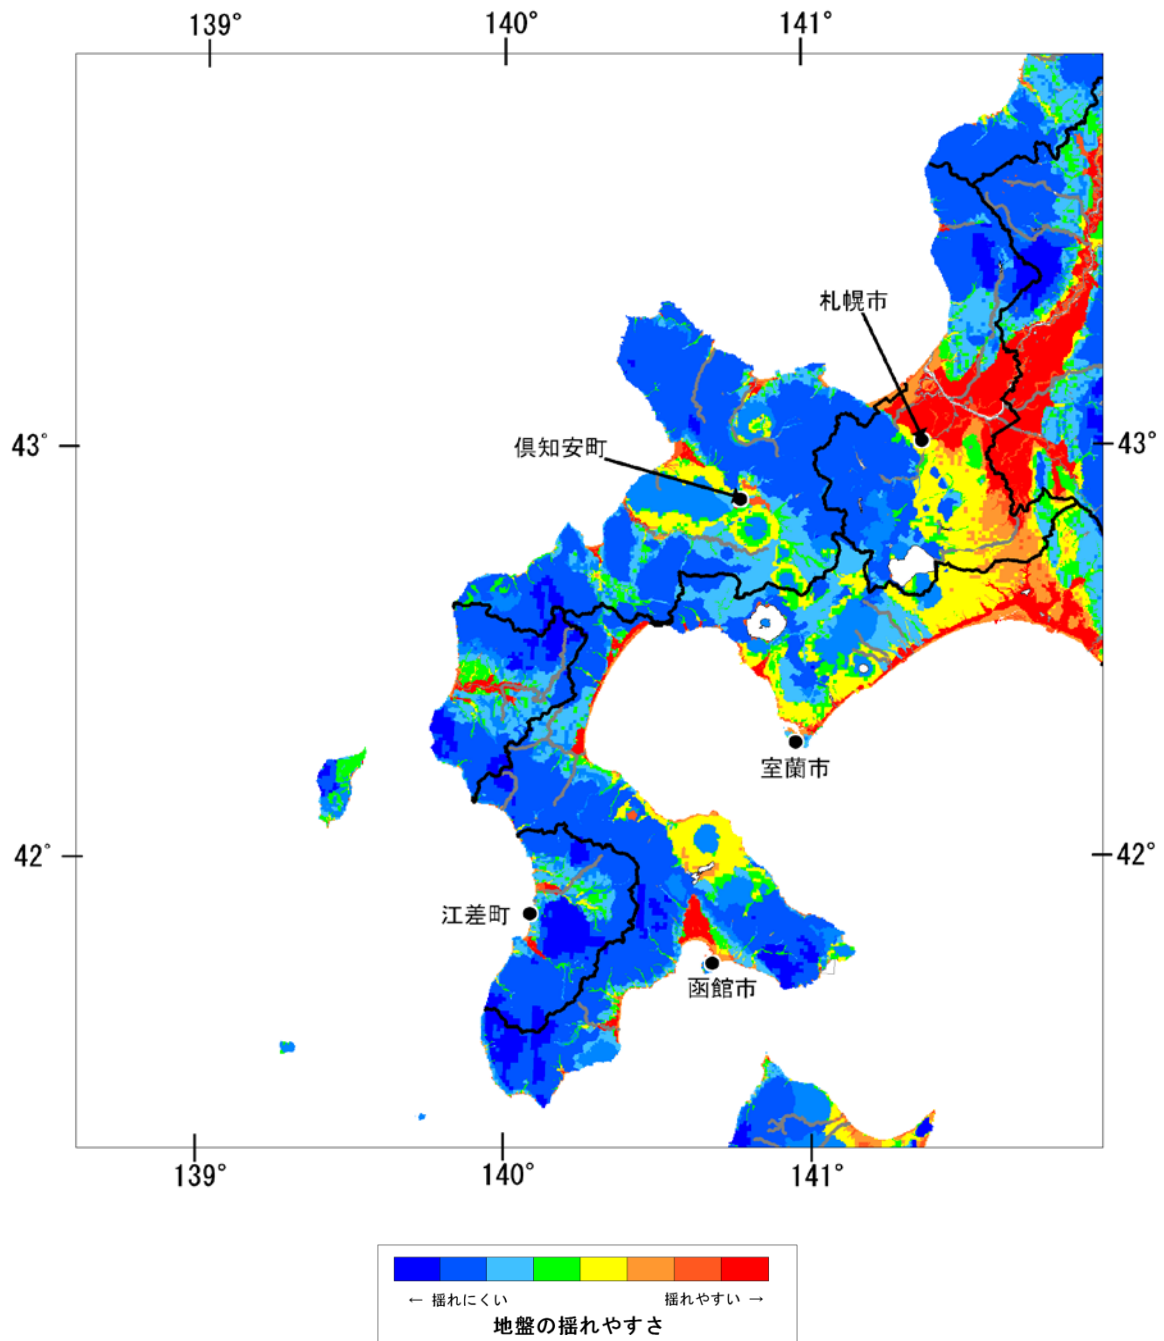 139°
140°
141°
札幌市
43°
43°
倶知安町
室蘭市
42°
42°
江差町
函館市
139°
140°
141°
← 揺れにくい
揺れやすい →
地盤の揺れやすさ